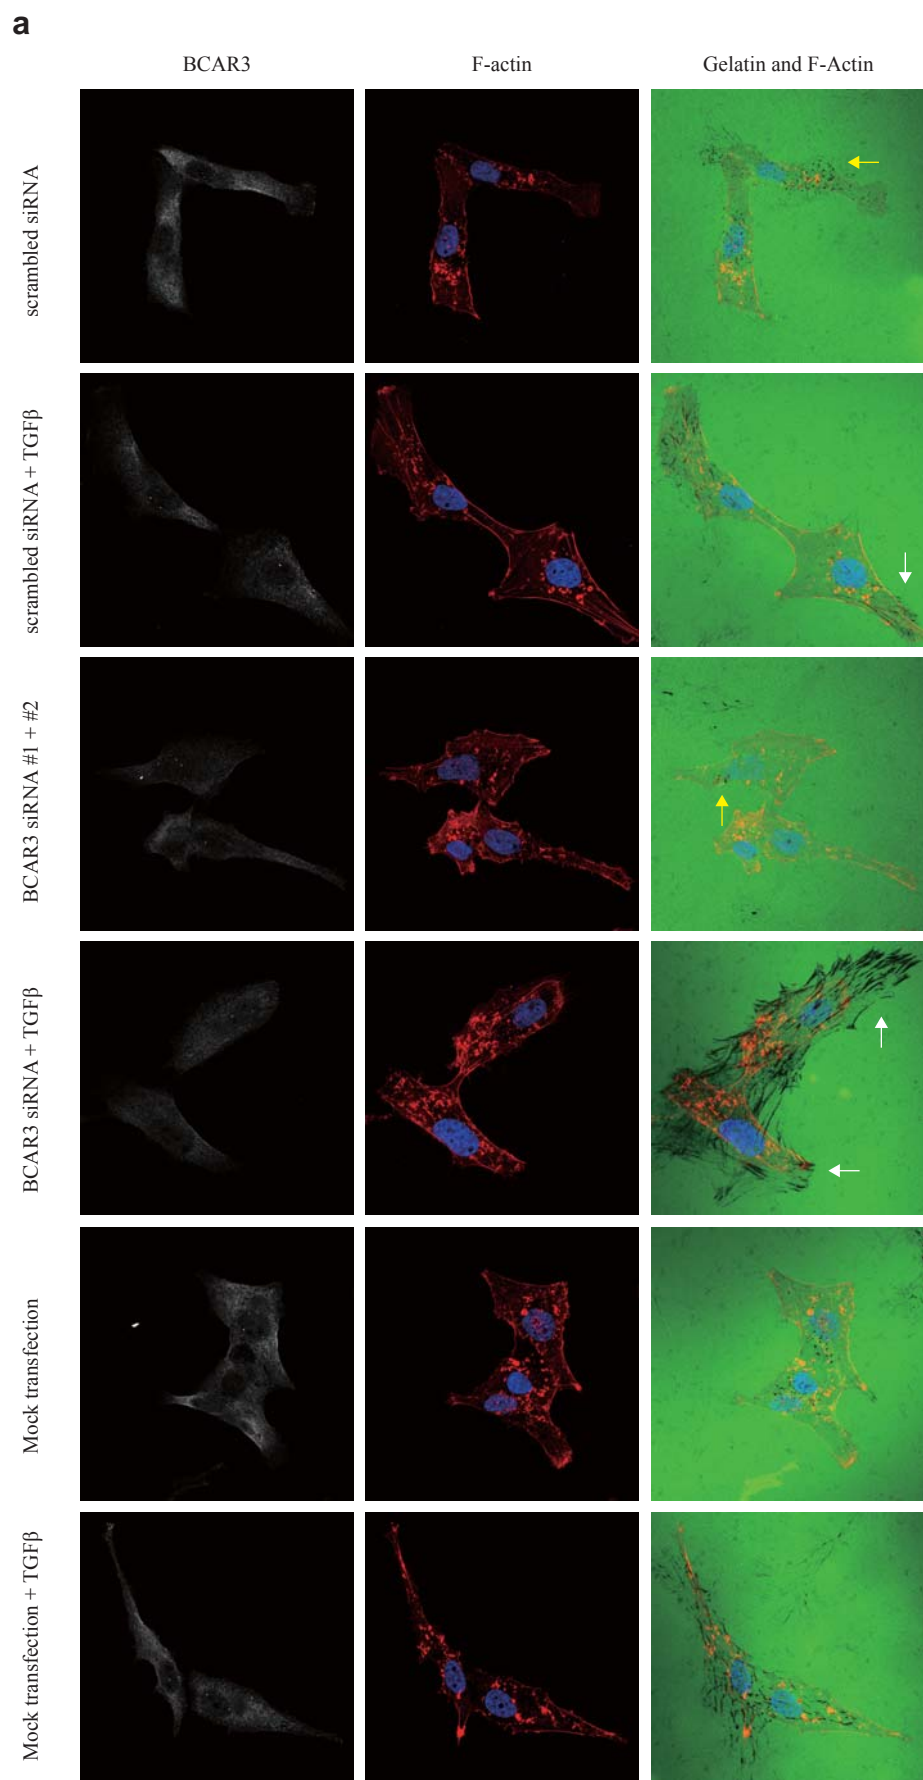 a
BCAR3
F-actin
Gelatin and F-Actin
scrambled siRNA
scrambled siRNA + TGFβ
BCAR3 siRNA #1 + #2
BCAR3 siRNA + TGFβ
Mock transfection
Mock transfection + TGFβ